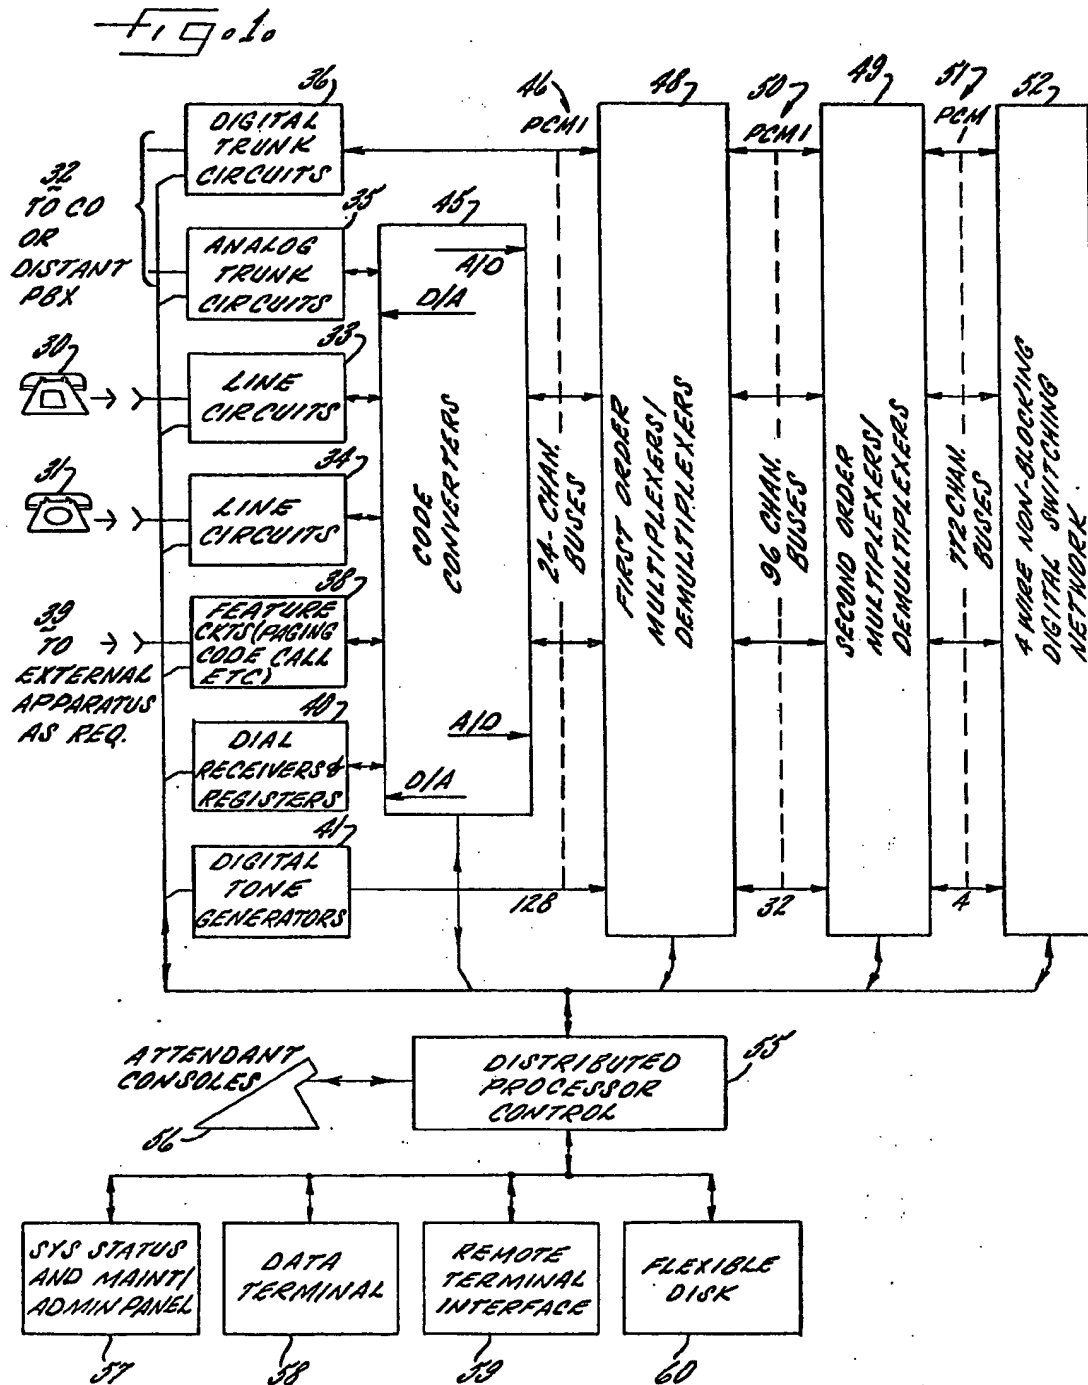 Fig. 1.
36
DIGITAL
TRUNK
CIRCUITS
32
TO CO
OR
DISTANT
PBX
35
ANALOG
TRUNK
CIRCUITS
30
33
LINE
CIRCUITS
31
34
LINE
CIRCUITS
38
FEATURE
CKTS (PAGING
CODE CALL
ETC)
39
TO
EXTERNAL
APPARATUS
AS REQ.
40
DIAL
RECEIVERS &
REGISTERS
41
DIGITAL
TONE
GENERATORS
45
A/D
D/A
CODE
CONVERTERS
A/D
D/A
46
PCM1
24-CHAN.
BUSES
128
48
FIRST ORDER
MULTIPLEXERS/
DEMULTIPLEXERS
50
PCM1
96 CHAN.
BUSES
32
49
SECOND ORDER
MULTIPLEXERS/
DEMULTIPLEXERS
51
PCM
772 CHAN.
BUSES
4
52
4 WIRE NON-BLOCKING
DIGITAL SWITCHING
NETWORK
ATTENDANT
CONSOLES
56
DISTRIBUTED
PROCESSOR
CONTROL
55
SYS STATUS
AND MAINT/
ADMIN PANEL
57
DATA
TERMINAL
58
REMOTE
TERMINAL
INTERFACE
59
FLEXIBLE
DISK
60